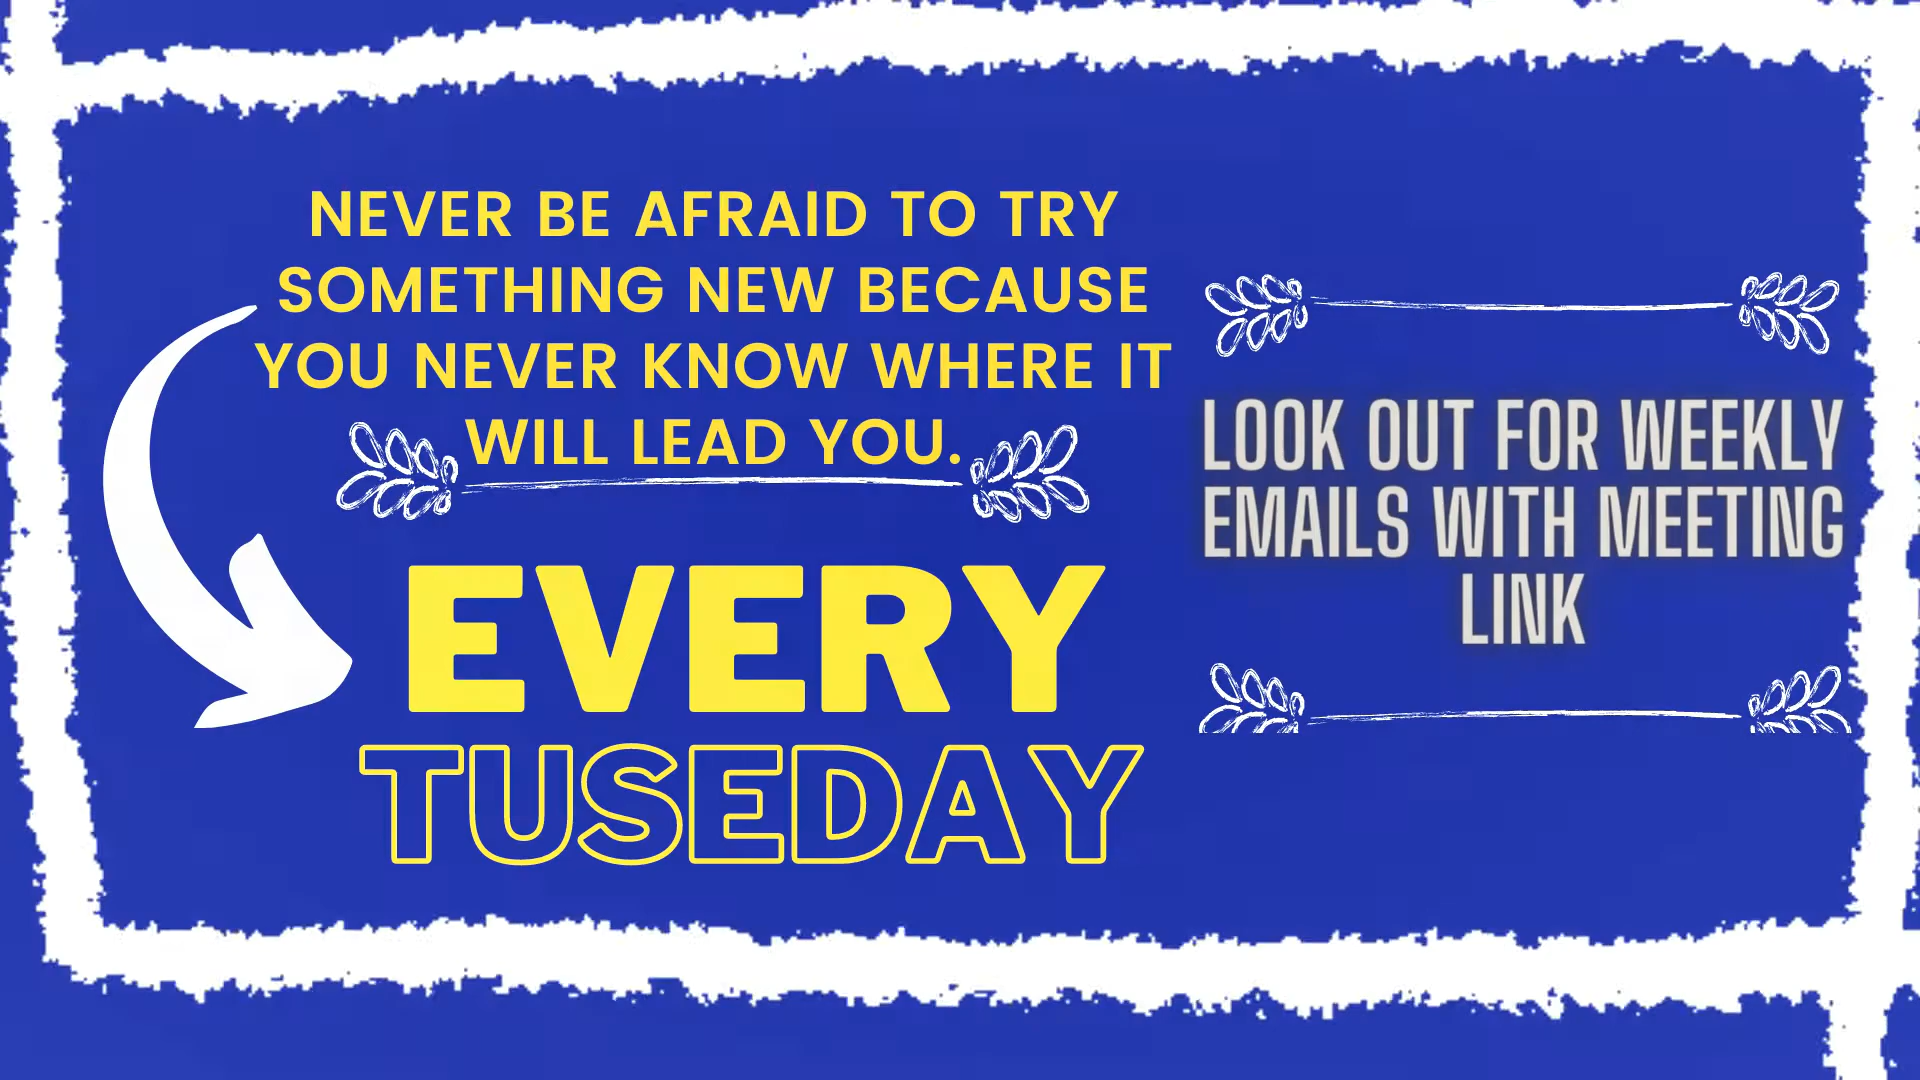 NEVER BE AFRAID TO TRY
SOMETHING NEW BECAUSE
YOU NEVER KNOW WHERE IT
WILL LEAD YOU.
EVERY
TUSEDAY
LOOK OUT FOR WEEKLY
EMAILS WITH MEETING
LINK